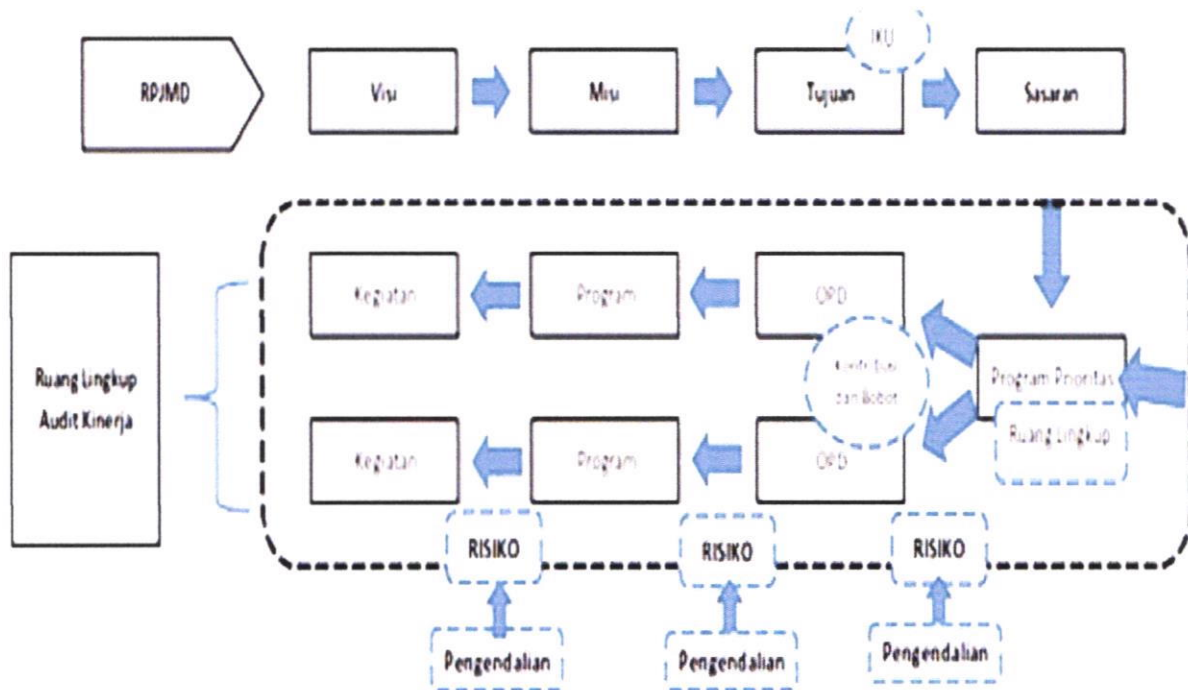 RPJMD
Visi
Misi
Tujuan
IKU
Sasaran
Ruang Lingkup
Audit Kinerja
Kegiatan
Program
OPD
Kontribusi
dan Bobot
Program Prioritas
Ruang Lingkup
Kegiatan
Program
OPD
RISIKO
RISIKO
RISIKO
Pengendalian
Pengendalian
Pengendalian